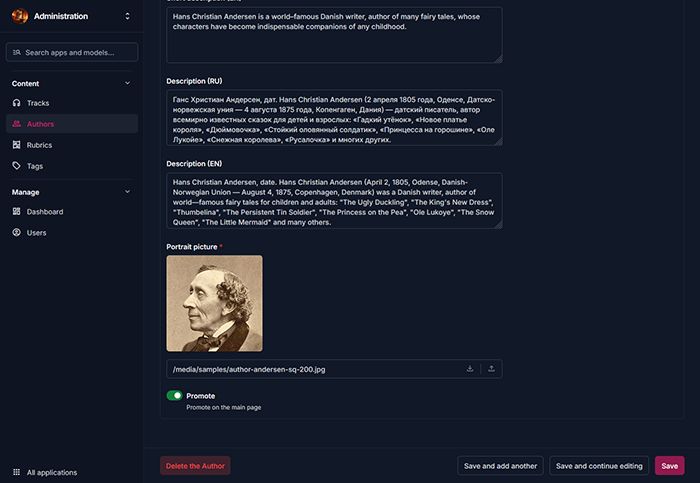 Administration
Search apps and models...
Content
Tracks
Authors
Rubrics
Tags
Manage
Dashboard
Users
All applications
Hans Christian Andersen is a world–famous Danish writer, author of many fairy tales, whose
characters have become indispensable companions of any childhood.
Description (RU)
Ганс Христиан Андерсен, дат. Hans Christian Andersen (2 апреля 1805 года, Оденсе, Датско-
норвежская уния — 4 августа 1875 года, Копенгаген, Дания) — датский писатель, автор
всемирно известных сказок для детей и взрослых: «Гадкий утёнок», «Новое платье
короля», «Дюймовочка», «Стойкий оловянный солдатик», «Принцесса на горошине», «Оле
Лукойе», «Снежная королева», «Русалочка» и многих других.
Description (EN)
Hans Christian Andersen, date. Hans Christian Andersen (April 2, 1805, Odense, Danish-
Norwegian Union — August 4, 1875, Copenhagen, Denmark) was a Danish writer, author of
world—famous fairy tales for children and adults: "The Ugly Duckling", "The King's New Dress",
"Thumbelina", "The Persistent Tin Soldier", "The Princess on the Pea", "Ole Lukoye", "The Snow
Queen", "The Little Mermaid" and many others.
Portrait picture *
/media/samples/author-andersen-sq-200.jpg
Promote
Promote on the main page
Delete the Author
Save and add another
Save and continue editing
Save